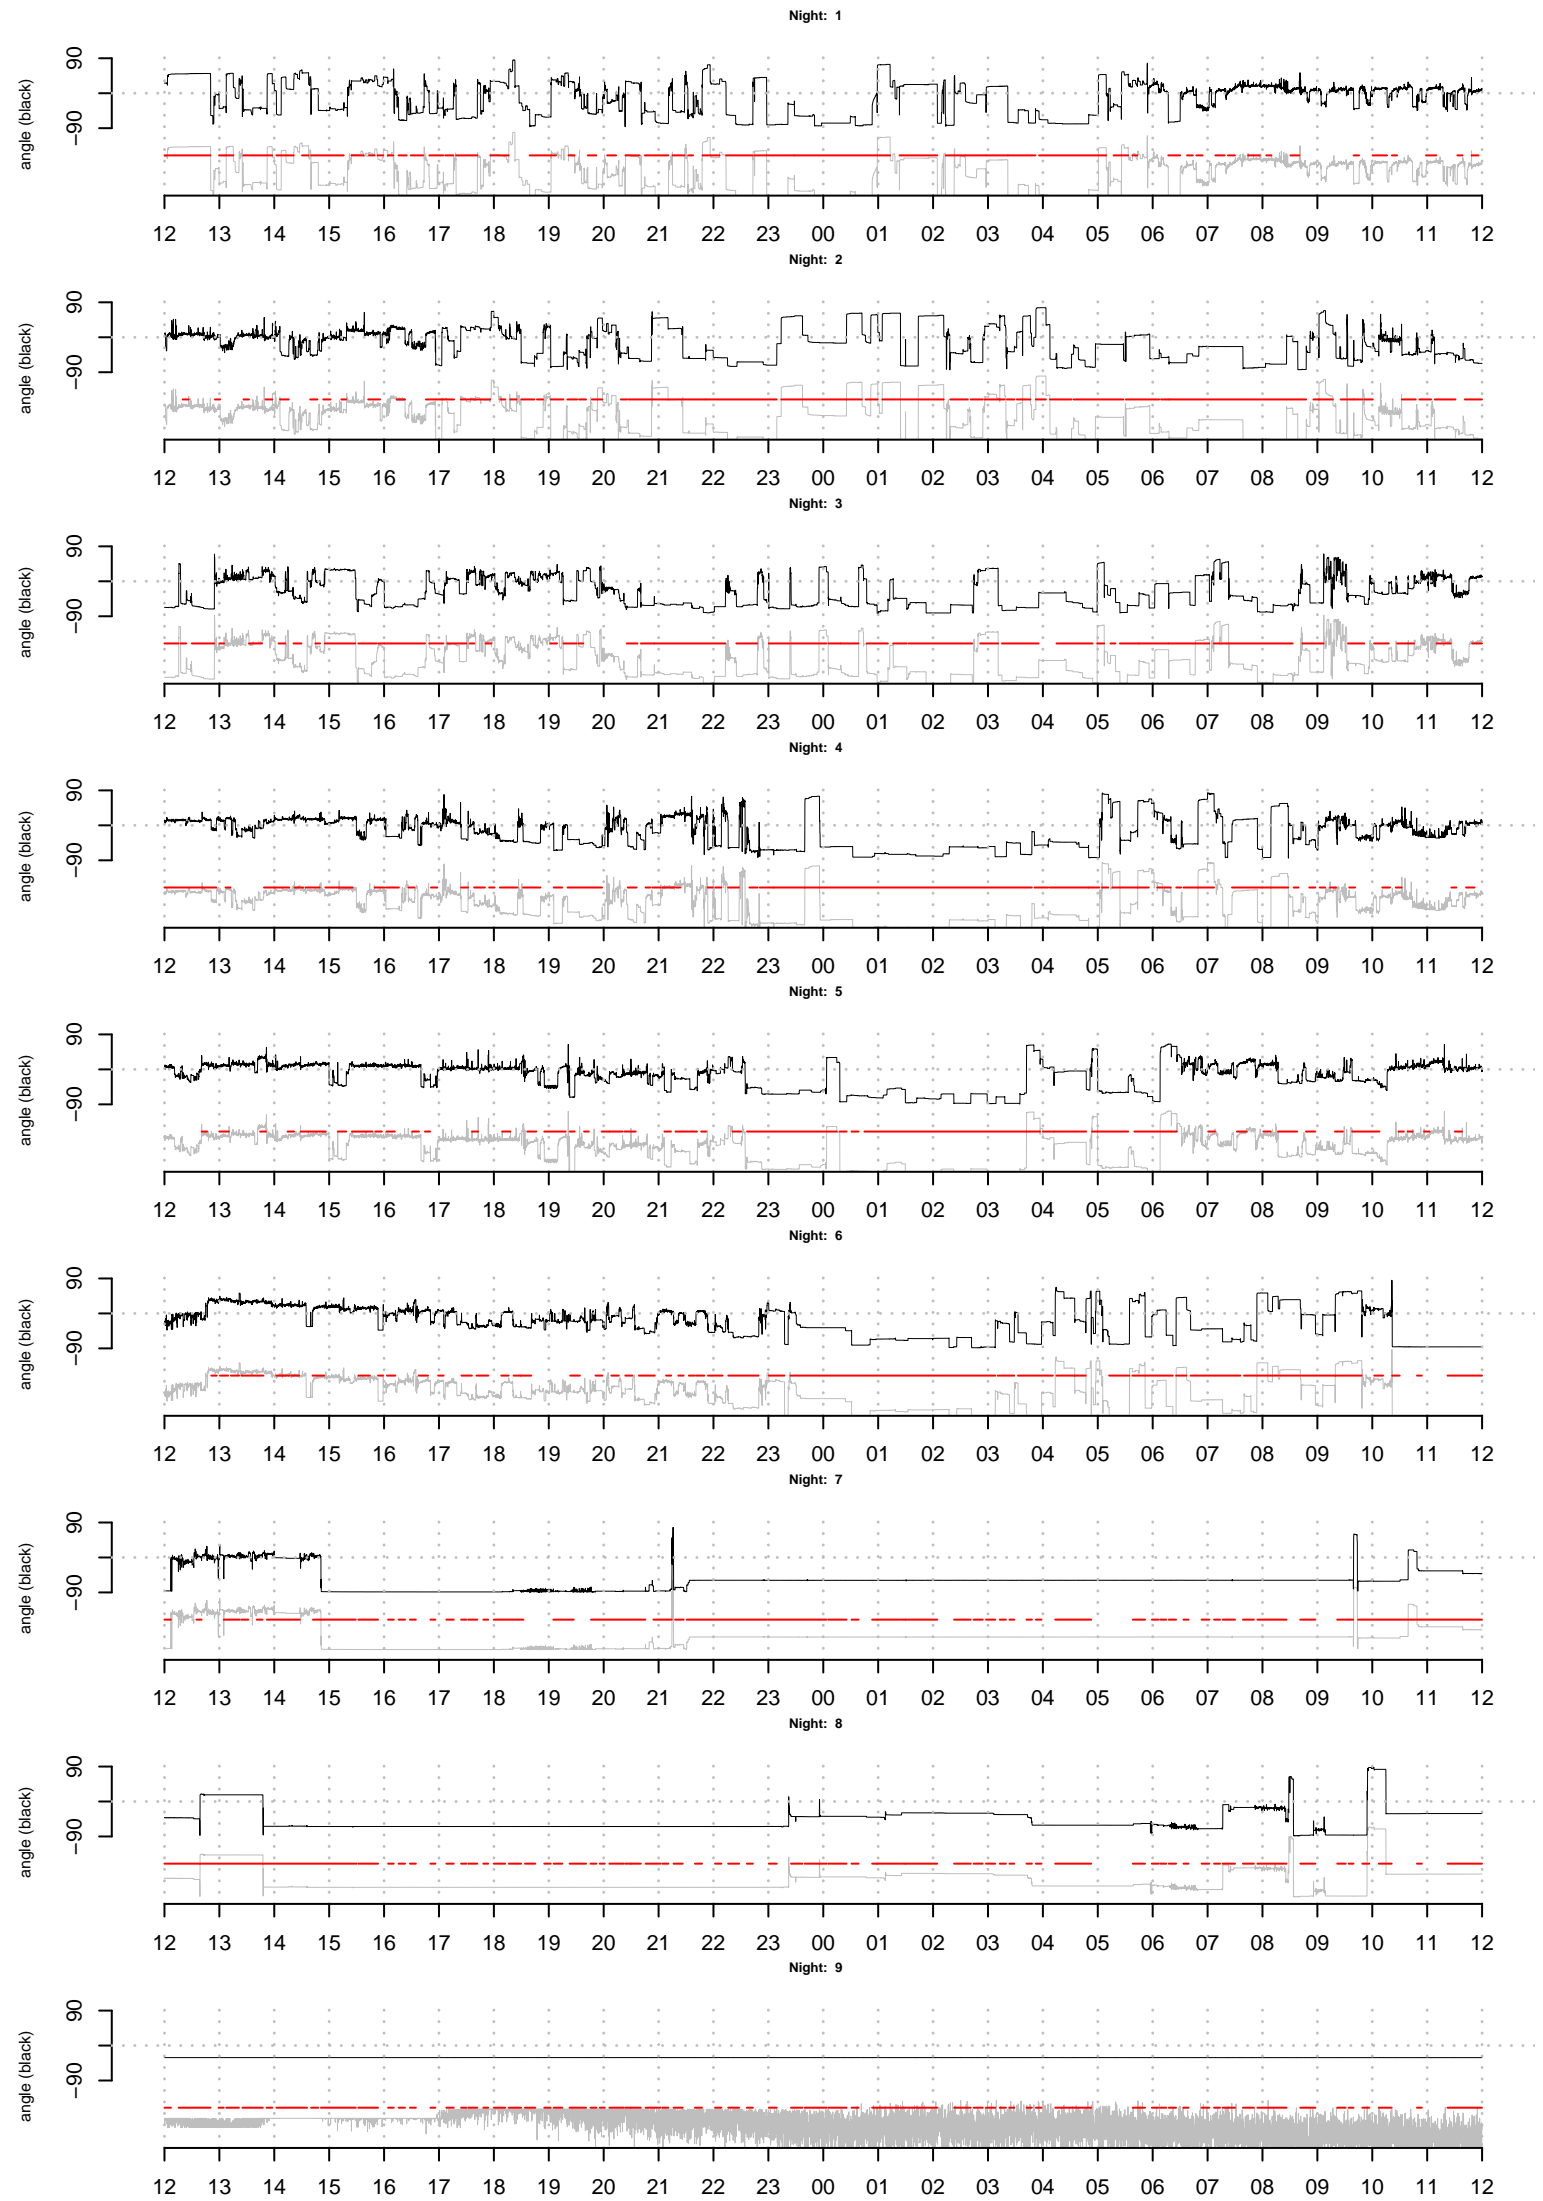 Night: 1
90
-90
angle (black)
12 13 14 15 16 17 18 19 20 21 22 23 00 01 02 03 04 05 06 07 08 09 10 11 12
Night: 2
90
-90
angle (black)
12 13 14 15 16 17 18 19 20 21 22 23 00 01 02 03 04 05 06 07 08 09 10 11 12
Night: 3
90
-90
angle (black)
12 13 14 15 16 17 18 19 20 21 22 23 00 01 02 03 04 05 06 07 08 09 10 11 12
Night: 4
90
-90
angle (black)
12 13 14 15 16 17 18 19 20 21 22 23 00 01 02 03 04 05 06 07 08 09 10 11 12
Night: 5
90
-90
angle (black)
12 13 14 15 16 17 18 19 20 21 22 23 00 01 02 03 04 05 06 07 08 09 10 11 12
Night: 6
90
-90
angle (black)
12 13 14 15 16 17 18 19 20 21 22 23 00 01 02 03 04 05 06 07 08 09 10 11 12
Night: 7
90
-90
angle (black)
12 13 14 15 16 17 18 19 20 21 22 23 00 01 02 03 04 05 06 07 08 09 10 11 12
Night: 8
90
-90
angle (black)
12 13 14 15 16 17 18 19 20 21 22 23 00 01 02 03 04 05 06 07 08 09 10 11 12
Night: 9
90
-90
angle (black)
12 13 14 15 16 17 18 19 20 21 22 23 00 01 02 03 04 05 06 07 08 09 10 11 12